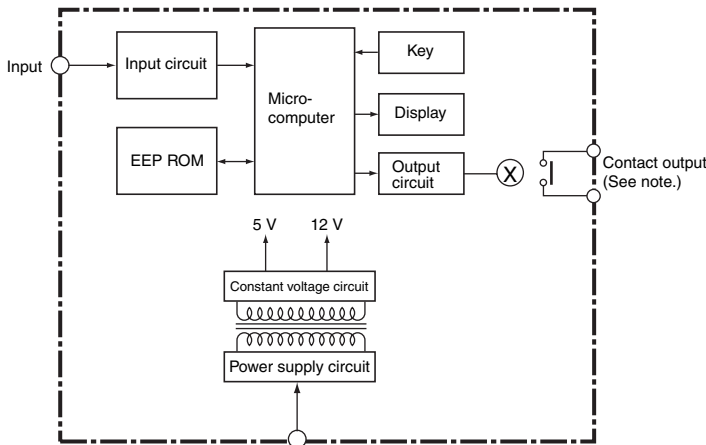 Input
Input circuit
Micro-
computer
Key
Display
EEP ROM
Output
circuit
X
Contact output
(See note.)
5 V
12 V
Constant voltage circuit
Power supply circuit